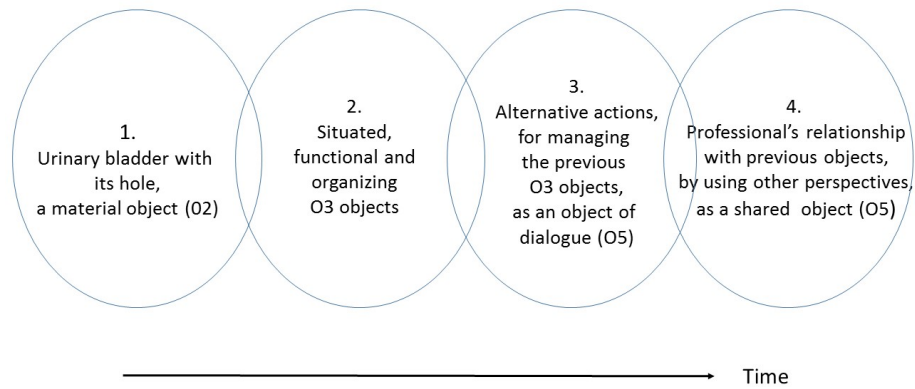 1.
Urinary bladder with
its hole,
a material object (02)
2.
Situated,
functional and
organizing
O3 objects
3.
Alternative actions,
for managing
the previous
O3 objects,
as an object of
dialogue (O5)
4.
Professional’s relationship
with previous objects,
by using other perspectives,
as a shared object (O5)
Time